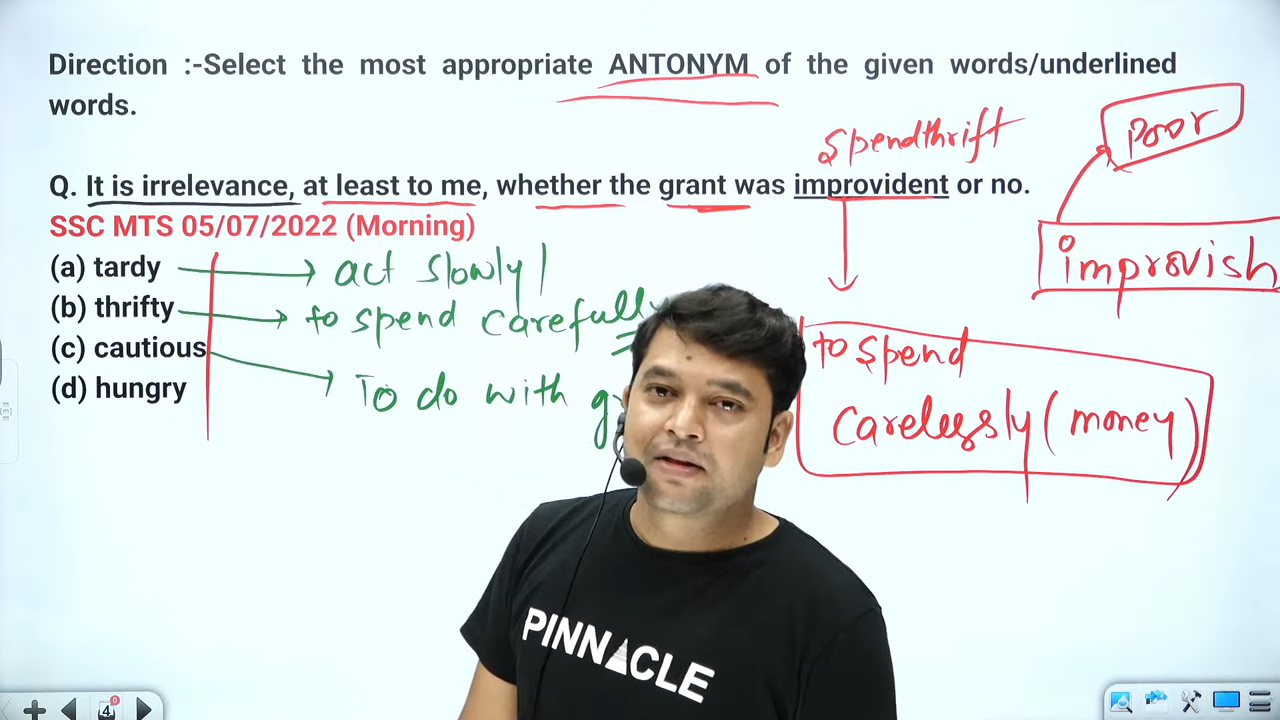 Direction :-Select the most appropriate ANTONYM of the given words/underlined
words.
Spendthrift
Poor
Q. It is irrelevance, at least to me, whether the grant was improvident or no.
SSC MTS 05/07/2022 (Morning)
improvish
(a) tardy → act slowly
(b) thrifty → to spend carefull
(c) cautious → To do with
(d) hungry
to spend
carelessly (money)
PINNACLE
4